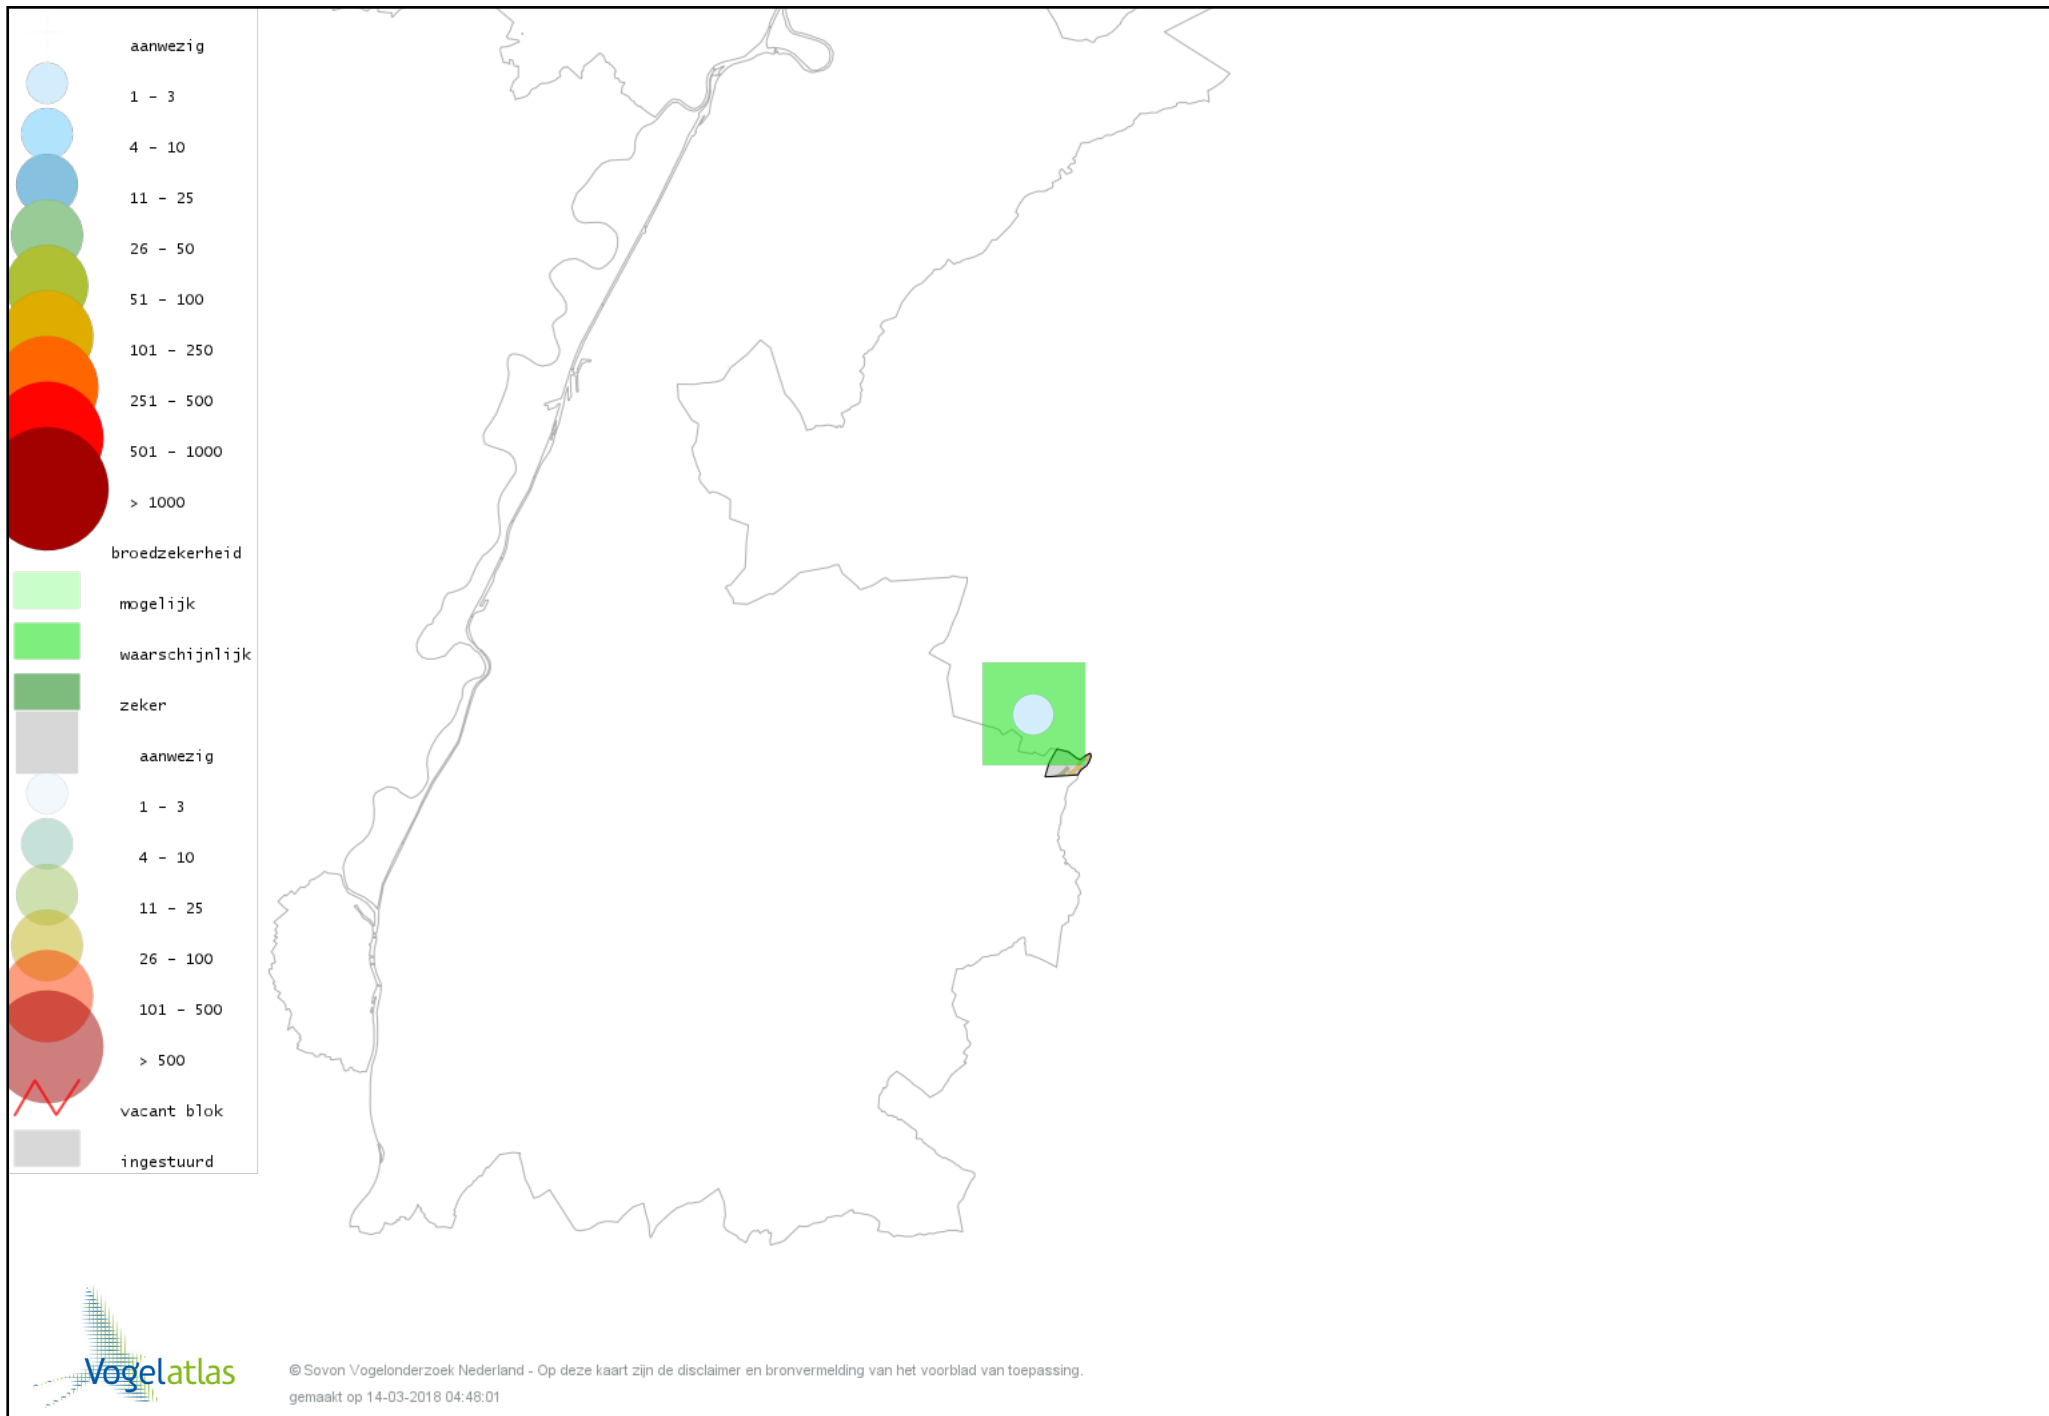 aanwezig
1 - 3
4 - 10
11 - 25
26 - 50
51 - 100
101 - 250
251 - 500
501 - 1000
> 1000
broedzekerheid
mogelijk
waarschijnlijk
zeker
aanwezig
1 - 3
4 - 10
11 - 25
26 - 100
101 - 500
> 500
vacant blok
ingestuurd
Vogelatlas
© Sovon Vogelonderzoek Nederland - Op deze kaart zijn de disclaimer en bronvermelding van het voorblad van toepassing.
gemaakt op 14-03-2018 04:48:01